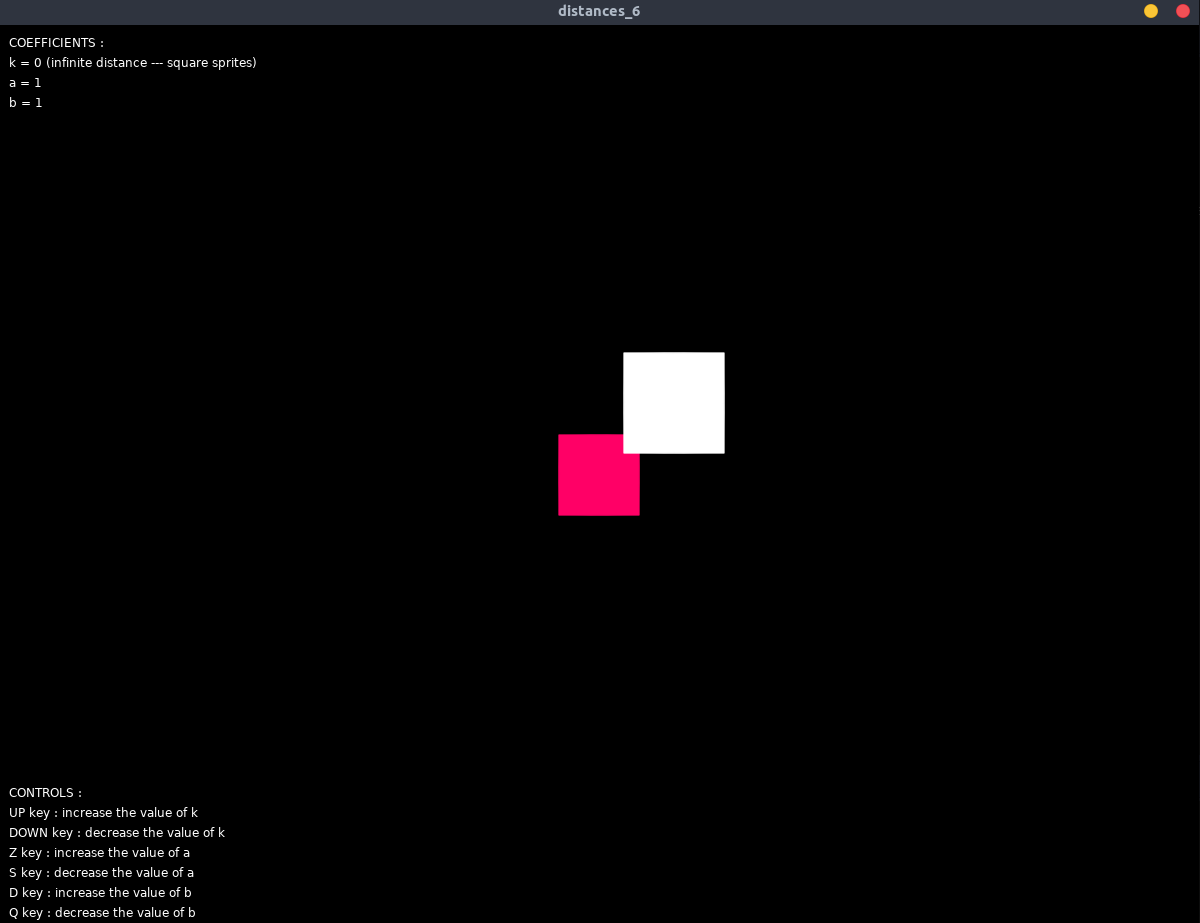 distances_6
COEFFICIENTS :
k = 0 (infinite distance --- square sprites)
a = 1
b = 1
CONTROLS :
UP key : increase the value of k
DOWN key : decrease the value of k
Z key : increase the value of a
S key : decrease the value of a
D key : increase the value of b
Q key : decrease the value of b